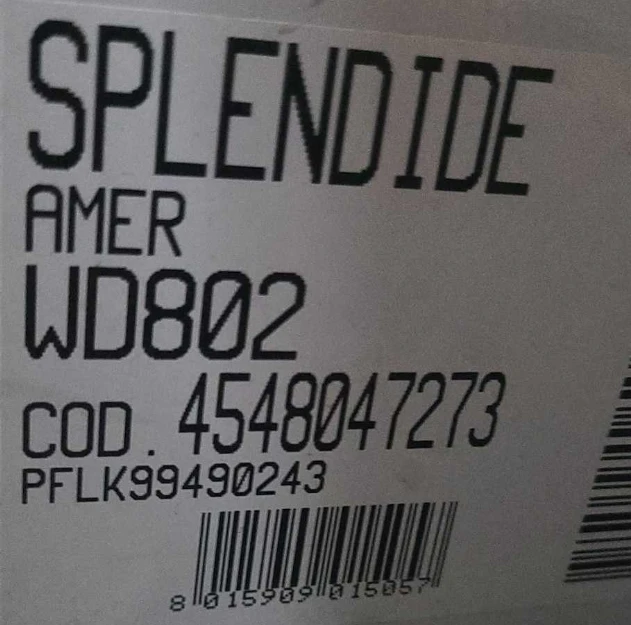 SPLENDIDE
AMER
WD802
COD. 4548047273
PFLK99490243
8 015909 015057